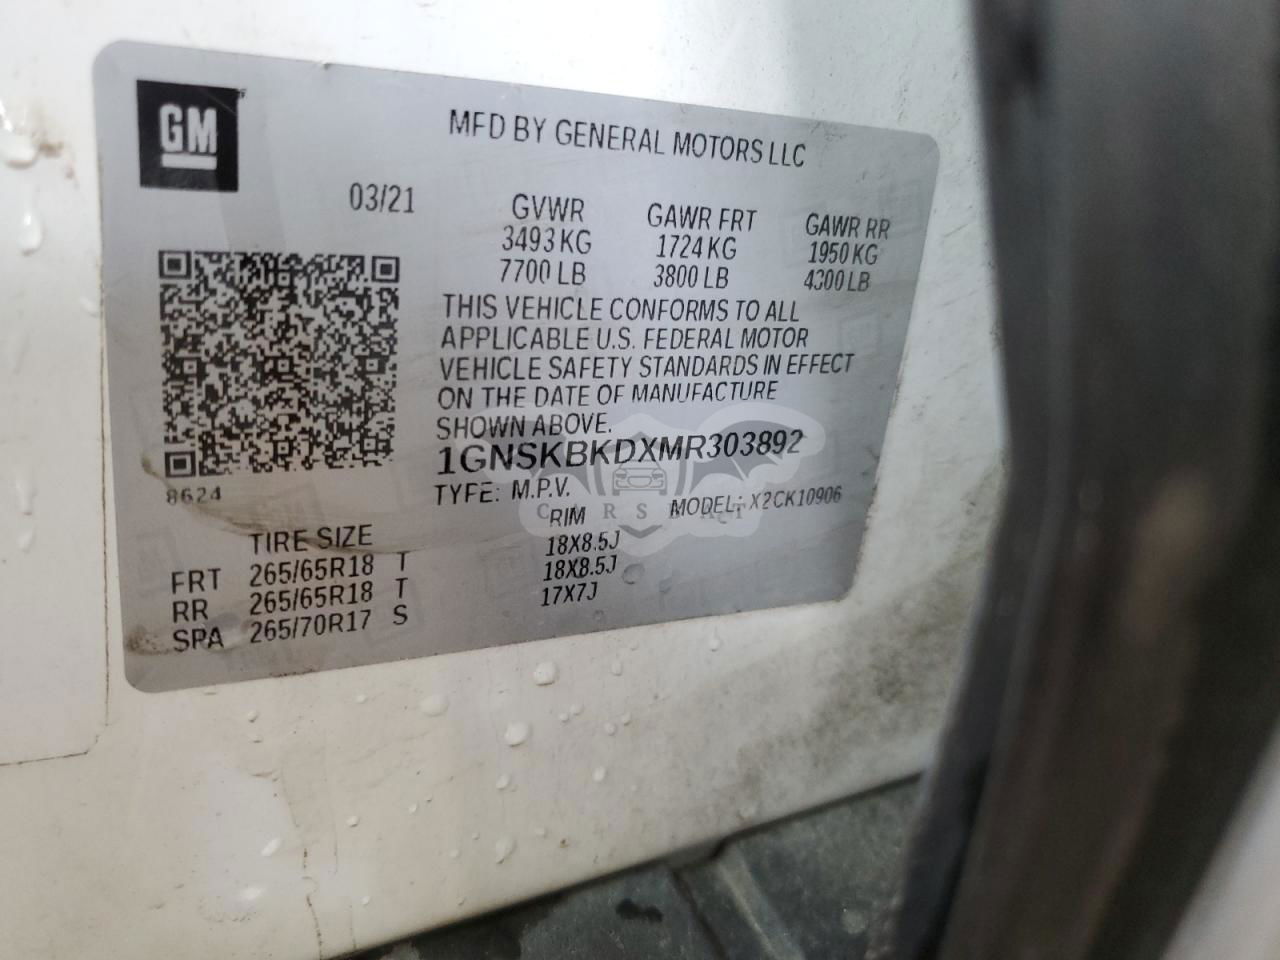 GM
MFD BY GENERAL MOTORS LLC
03/21
GVWR GAWR FRT GAWR RR
3493 KG 1724 KG 1950 KG
7700 LB 3800 LB 4300 LB
THIS VEHICLE CONFORMS TO ALL
APPLICABLE U.S. FEDERAL MOTOR
VEHICLE SAFETY STANDARDS IN EFFECT
ON THE DATE OF MANUFACTURE
SHOWN ABOVE.
1GNSKBKDXMR303892
8624
TYPE: M.P.V. MODEL: X2CK10906
TIRE SIZE RIM
FRT 265/65R18 T 18X8.5J
RR 265/65R18 T 18X8.5J
SPA 265/70R17 S 17X7J